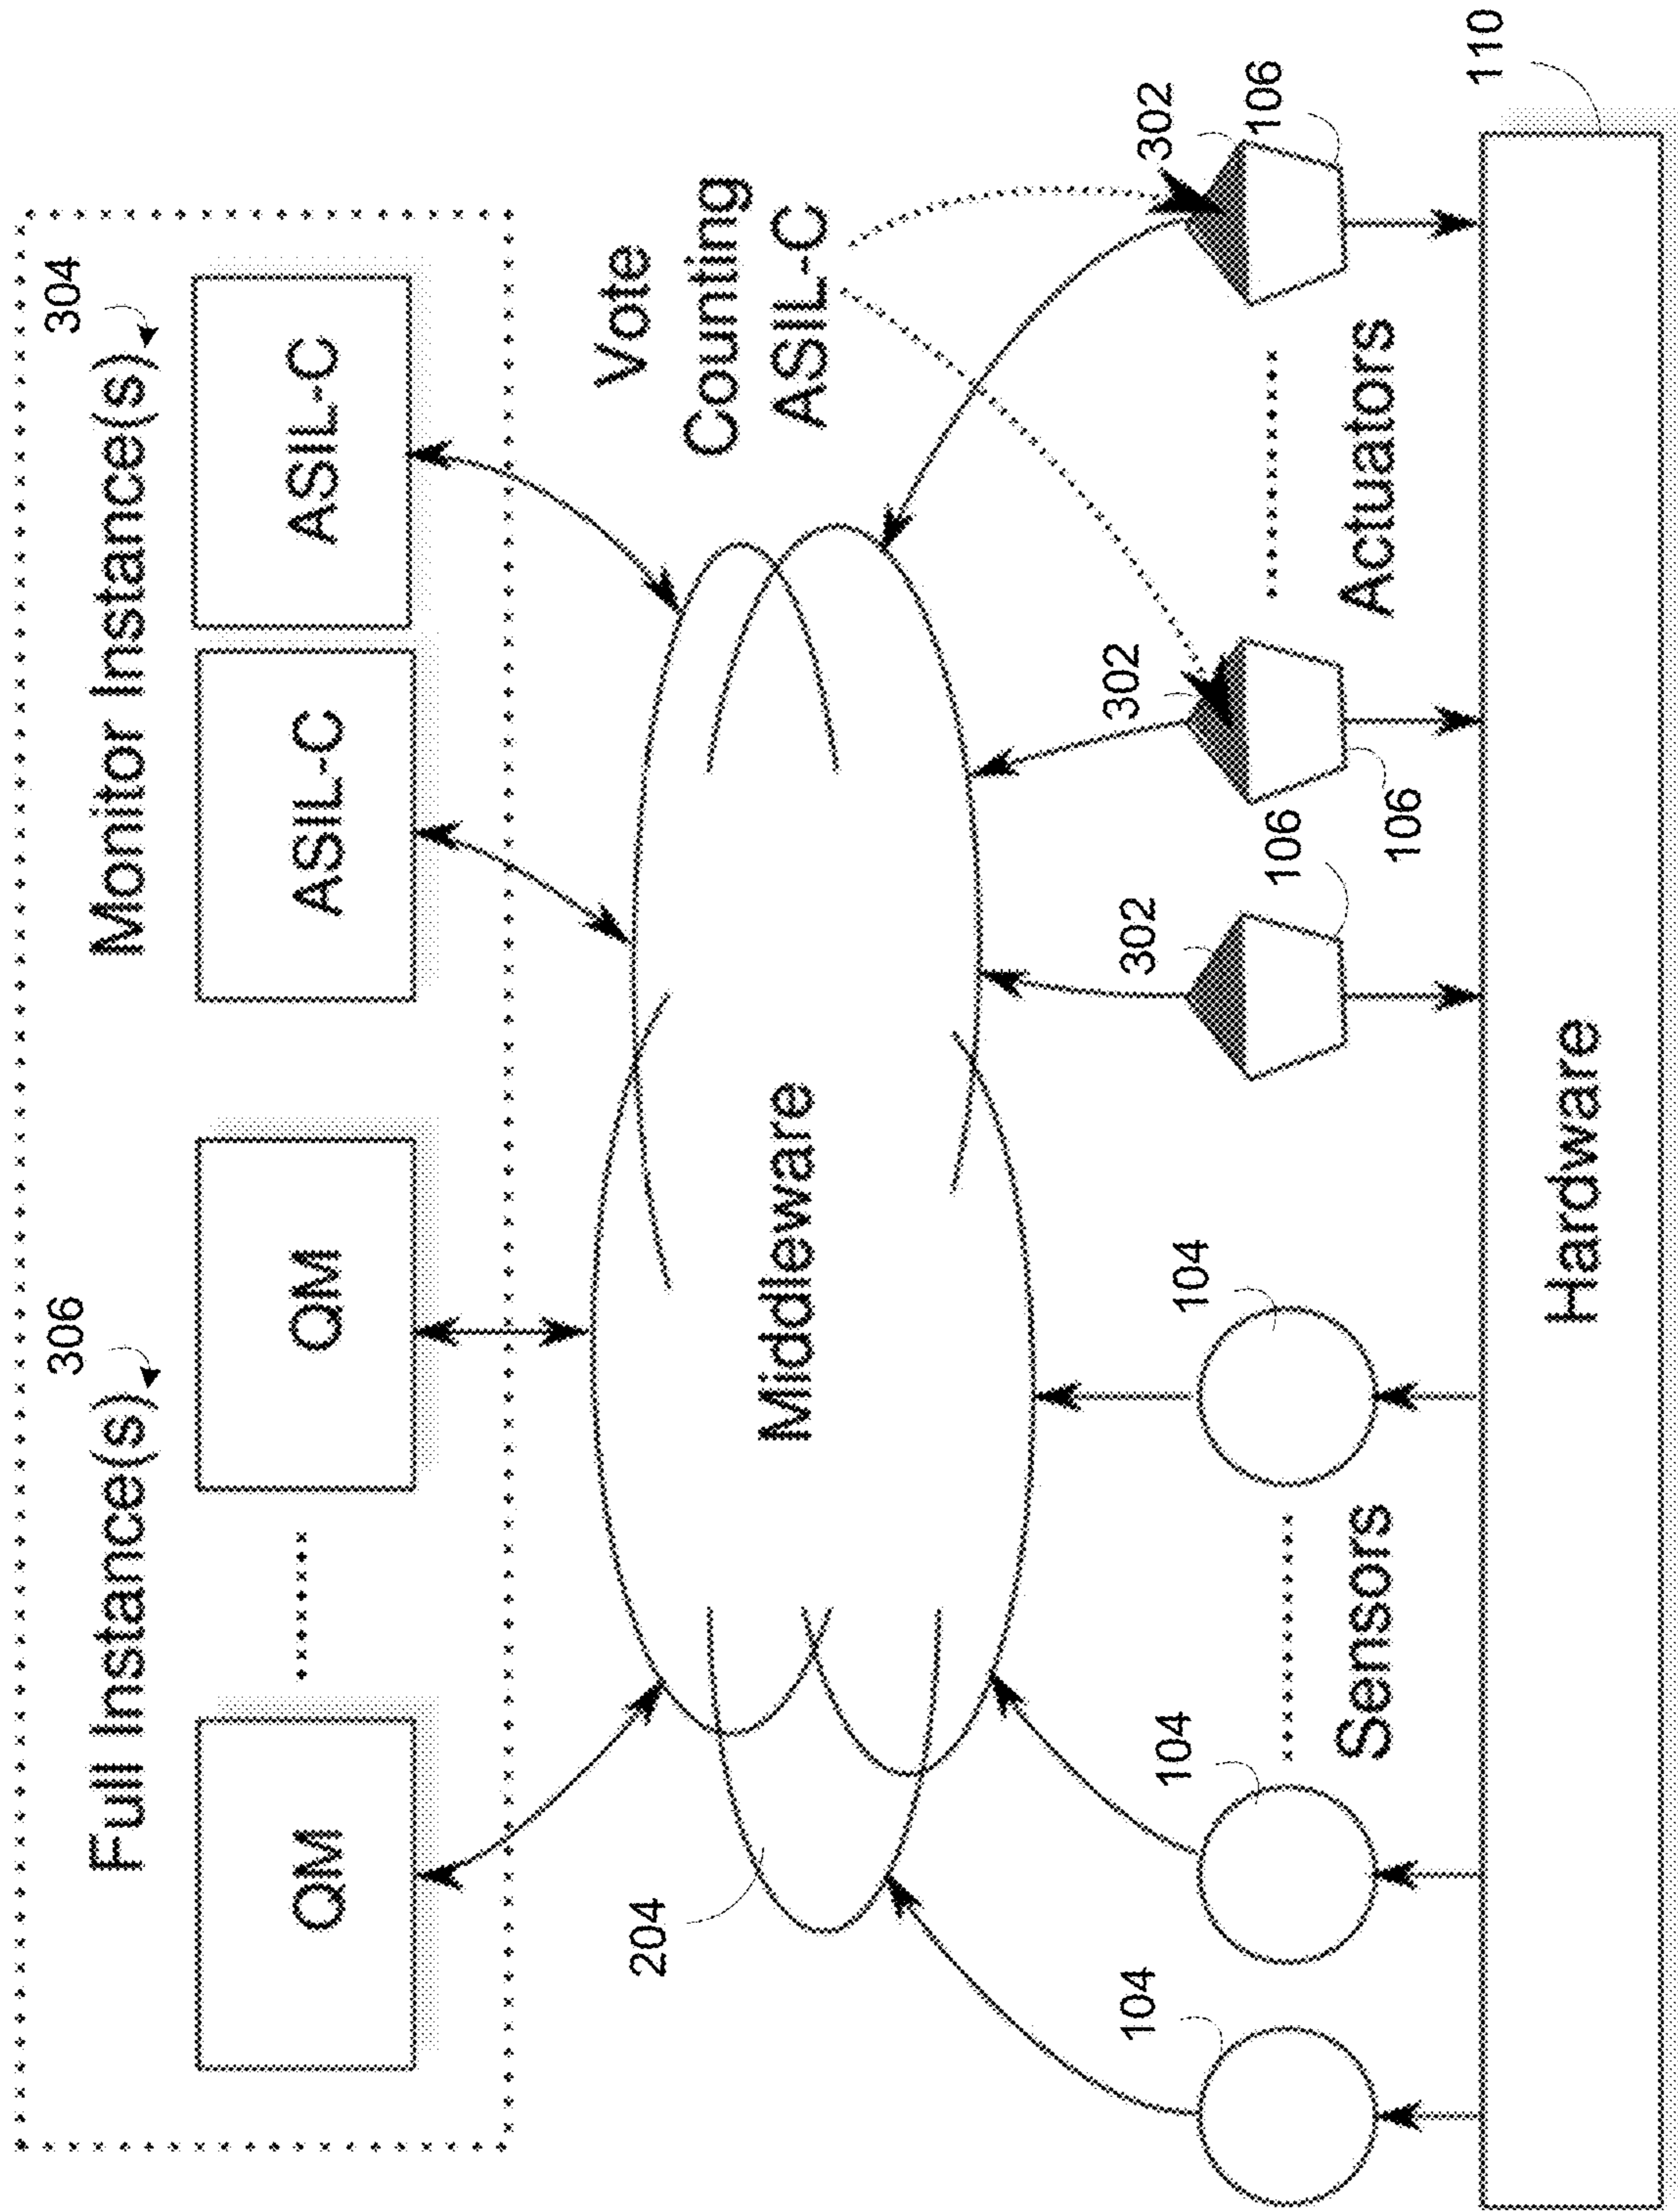 306
304
Full Instance(s)
Monitor Instance(s)
QM
QM
ASIL-C
ASIL-C
204
Middleware
Vote
Counting
ASIL-C
104
104
104
302
302
302
106
106
106
Sensors
Actuators
110
Hardware